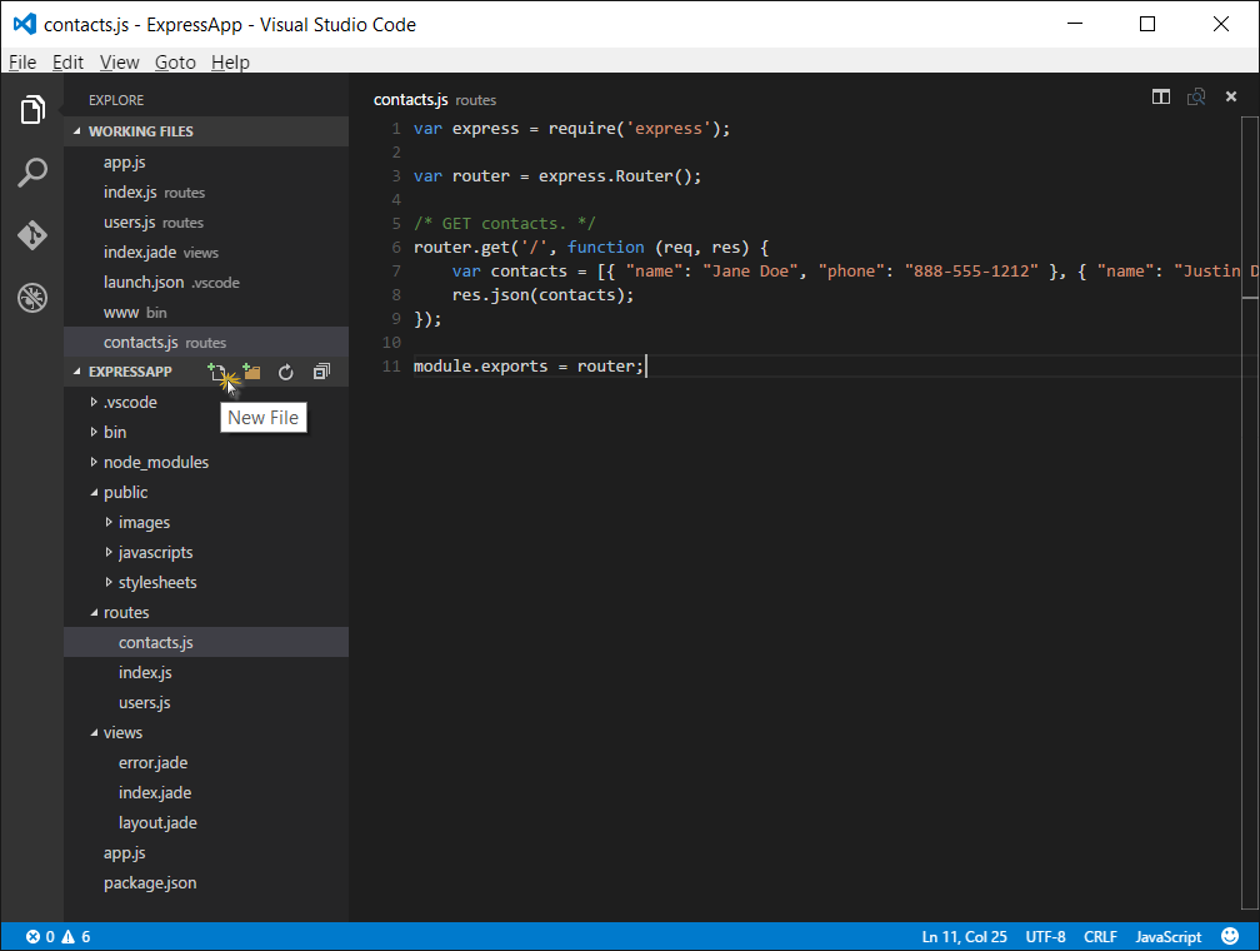 contacts.js - ExpressApp - Visual Studio Code
File Edit View Goto Help
EXPLORE
WORKING FILES
app.js
index.js routes
users.js routes
index.jade views
launch.json .vscode
www bin
contacts.js routes
EXPRESSAPP
New File
.vscode
bin
node_modules
public
images
javascripts
stylesheets
routes
contacts.js
index.js
users.js
views
error.jade
index.jade
layout.jade
app.js
package.json
contacts.js routes
1 var express = require('express');
2
3 var router = express.Router();
4
5 /* GET contacts. */
6 router.get('/', function (req, res) {
7     var contacts = [{ "name": "Jane Doe", "phone": "888-555-1212" }, { "name": "Justin D
8     res.json(contacts);
9 });
10
11 module.exports = router;
0 6 Ln 11, Col 25 UTF-8 CRLF JavaScript